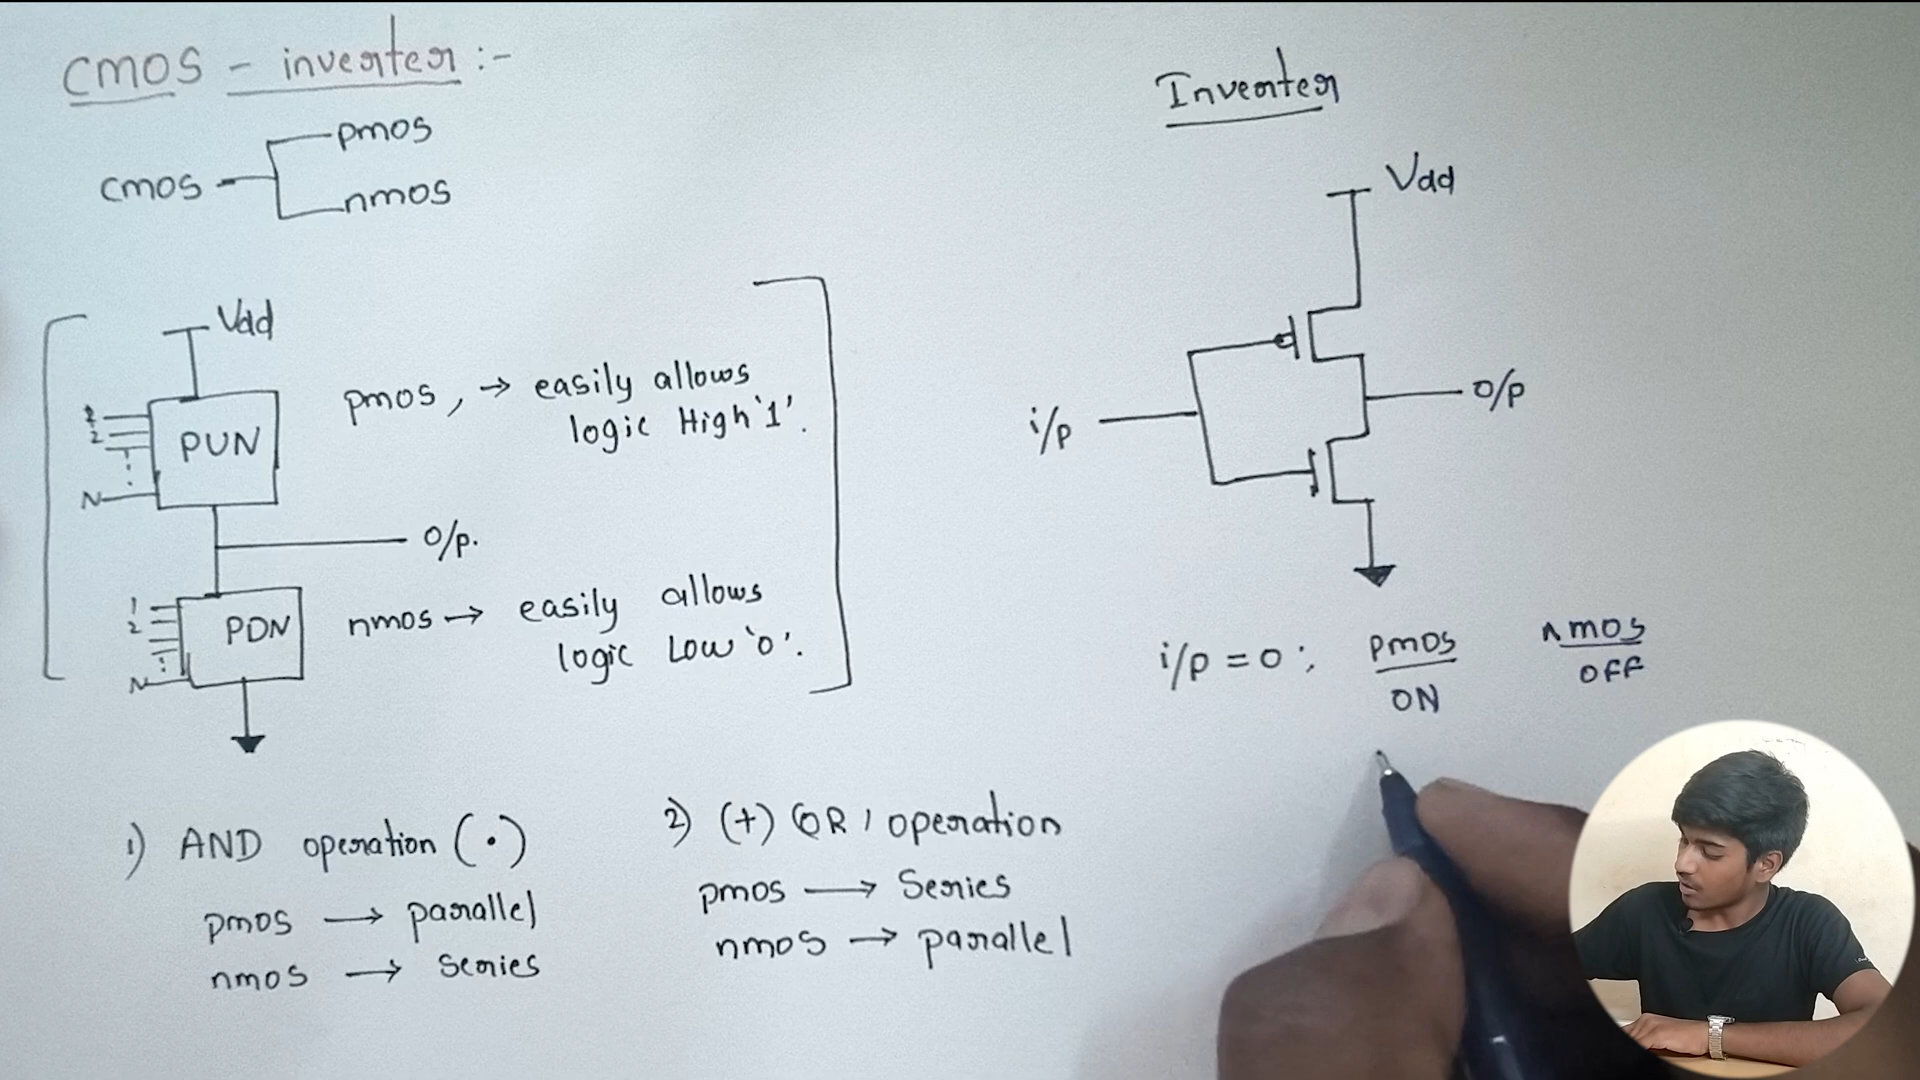 CMOS - inverter :-
pmos
cmos
nmos
Vdd
1
2
PUN
N
pmos, → easily allows
logic High '1'.
O/p.
1
2
PDN
N
nmos → easily allows
logic Low '0'.
1) AND operation (•)
pmos → parallel
nmos → series
2) (+) OR, operation
pmos → Series
nmos → parallel
Inverter
Vdd
i/p
O/p
i/p = 0 ; pmos nmos
ON OFF